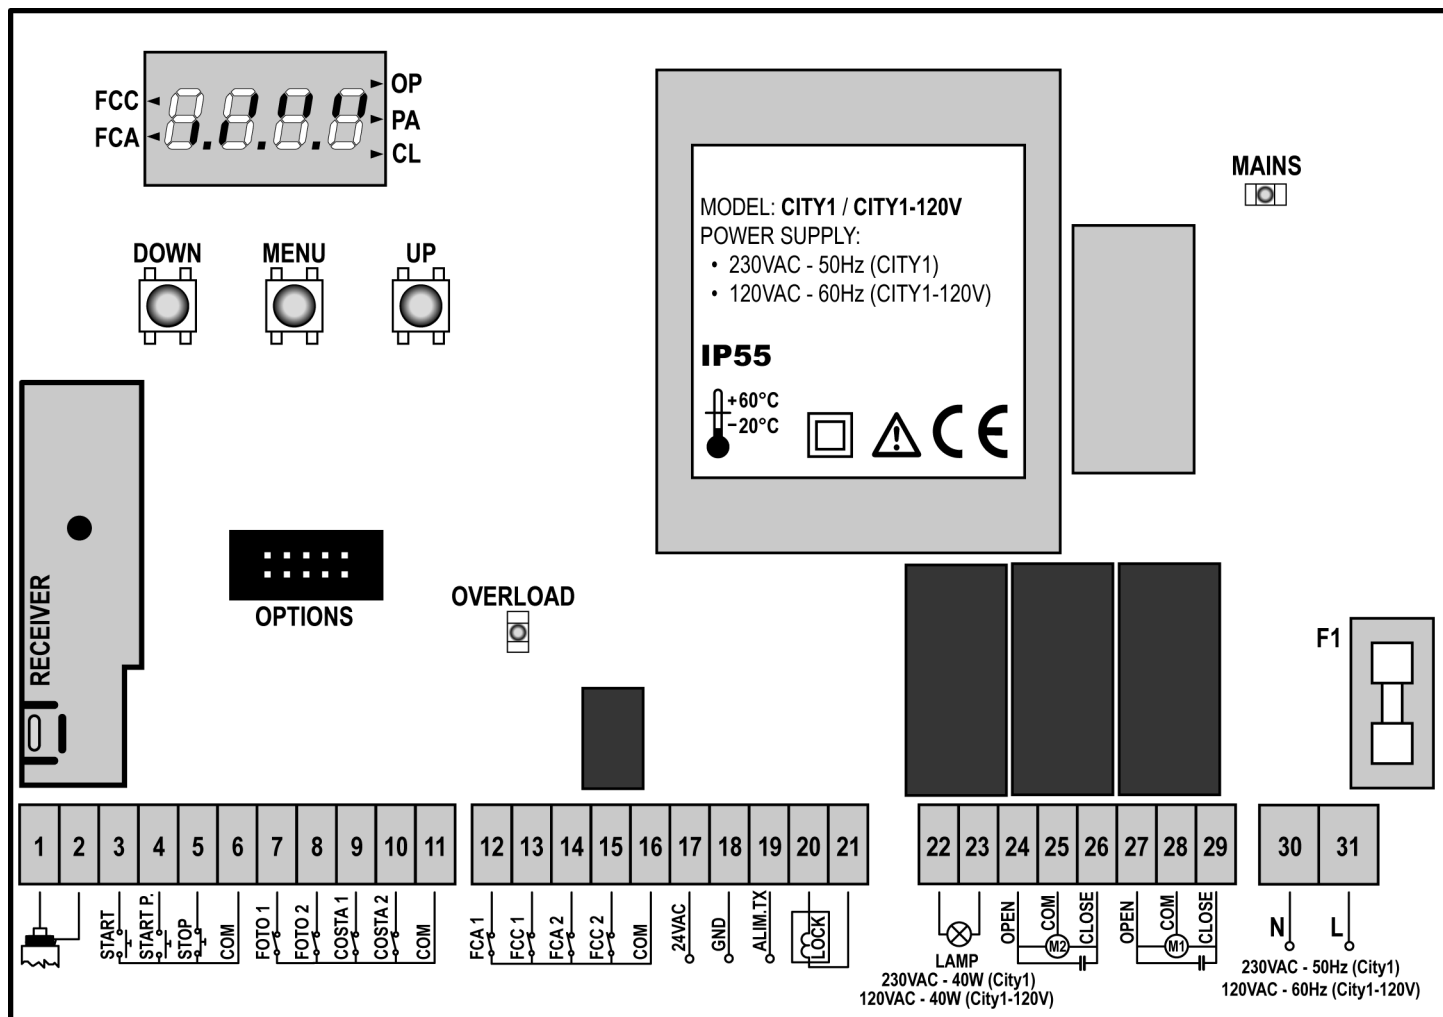 FCC
FCA
OP
PA
CL
DOWN
MENU
UP
MODEL: CITY1 / CITY1-120V
POWER SUPPLY:
• 230VAC - 50Hz (CITY1)
• 120VAC - 60Hz (CITY1-120V)
IP55
+60°C
-20°C
CE
MAINS
RECEIVER
OPTIONS
OVERLOAD
F1
1 2 3 4 5 6 7 8 9 10 11
12 13 14 15 16 17 18 19 20 21
22 23 24 25 26 27 28 29
30 31
START
START P.
STOP
COM
FOTO 1
FOTO 2
COSTA 1
COSTA 2
COM
FCA 1
FCC 1
FCA 2
FCC 2
COM
24VAC
GND
ALIM.TX
LOCK
LAMP
230VAC - 40W (City1)
120VAC - 40W (City1-120V)
OPEN
COM
CLOSE
M2
OPEN
COM
CLOSE
M1
N
L
230VAC - 50Hz (City1)
120VAC - 60Hz (City1-120V)